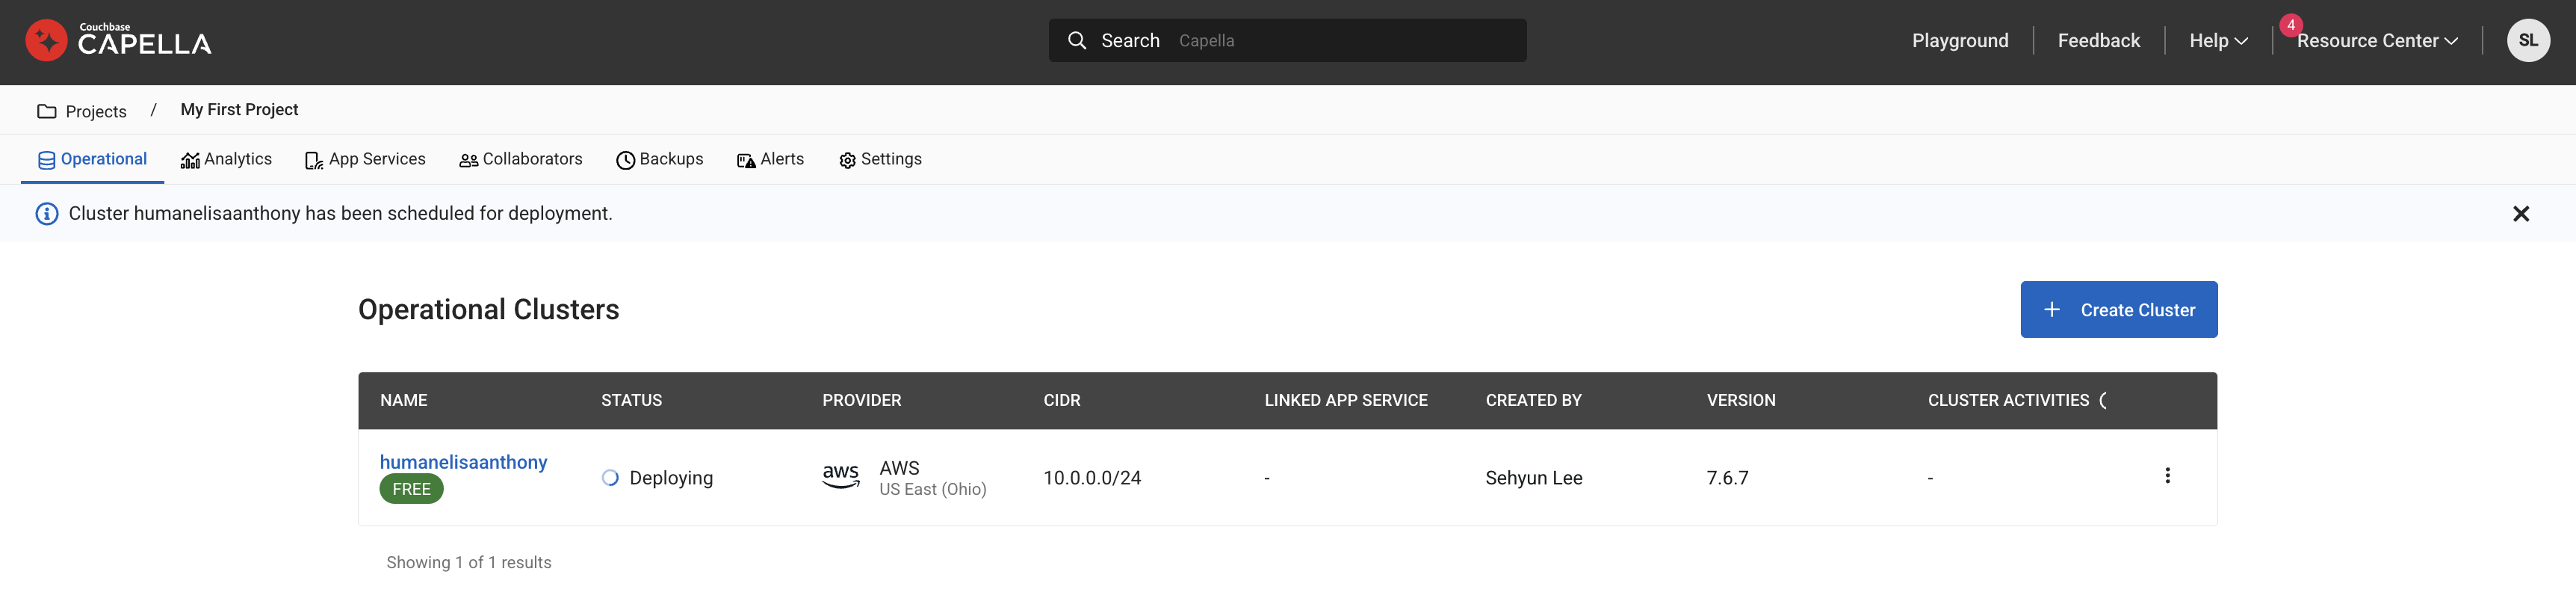 Couchbase
CAPELLA
Search Capella
Playground
Feedback
Help
4
Resource Center
SL
Projects / My First Project
Operational
Analytics
App Services
Collaborators
Backups
Alerts
Settings
Cluster humanelisaanthony has been scheduled for deployment.
Operational Clusters
+ Create Cluster
NAME STATUS PROVIDER CIDR LINKED APP SERVICE CREATED BY VERSION CLUSTER ACTIVITIES
humanelisaanthony
FREE
Deploying
aws
AWS
US East (Ohio)
10.0.0.0/24
-
Sehyun Lee
7.6.7
-
Showing 1 of 1 results